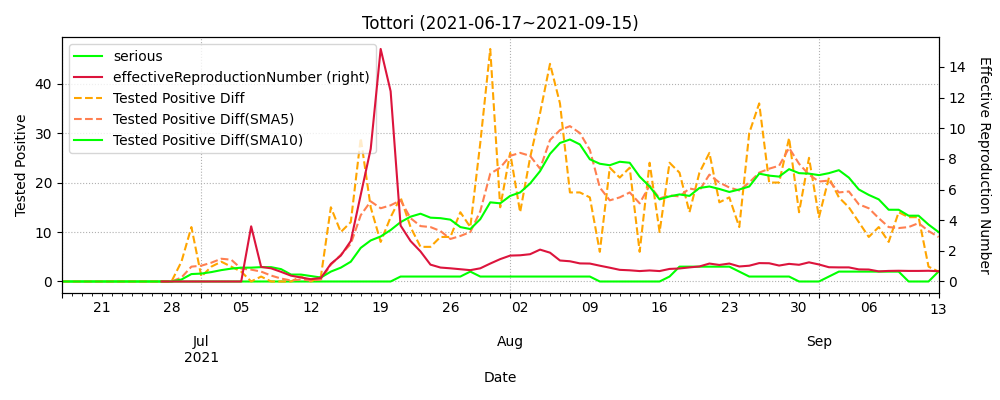 Tottori (2021-06-17~2021-09-15)
serious
effectiveReproductionNumber (right)
Tested Positive Diff
Tested Positive Diff(SMA5)
Tested Positive Diff(SMA10)
Tested Positive
40
30
20
10
0
Effective Reproduction Number
14
12
10
8
6
4
2
0
21 28 05 12 19 26 02 09 16 23 30 06 13
Jul Aug Sep
2021
Date